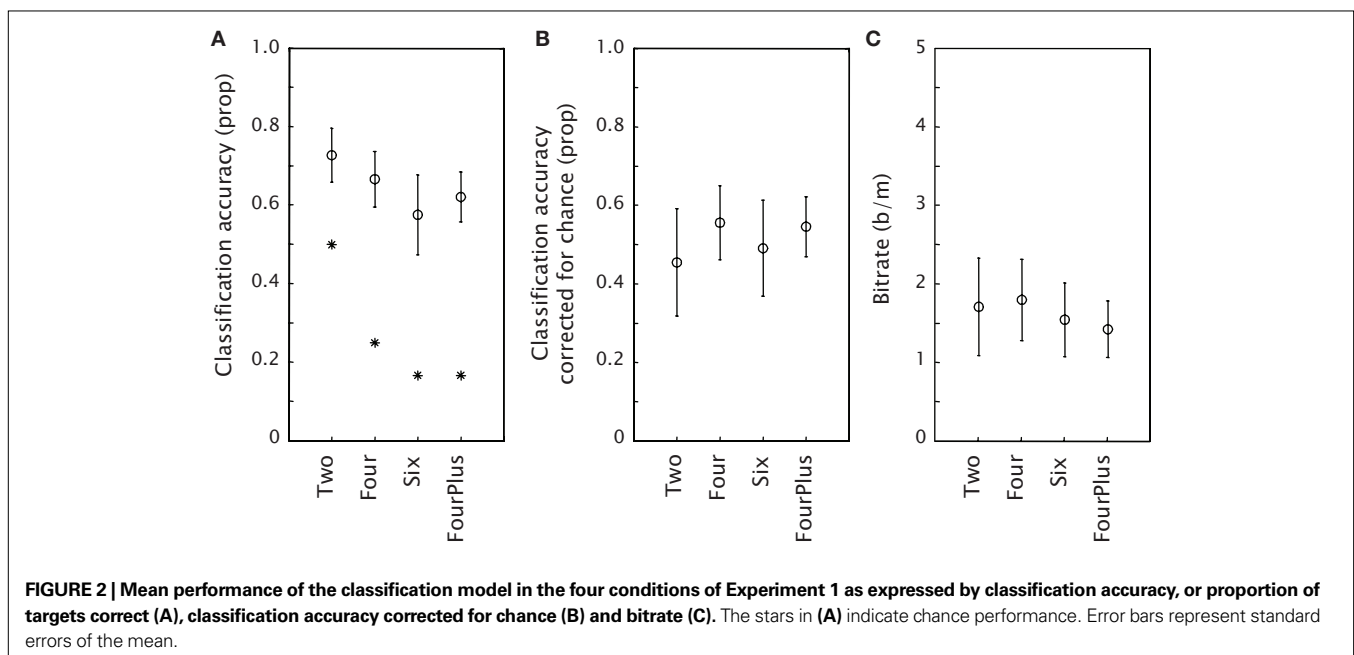 A
Classification accuracy (prop)
1.0
0.8
0.6
0.4
0.2
0
Two
Four
Six
FourPlus
B
Classification accuracy
corrected for chance (prop)
1.0
0.8
0.6
0.4
0.2
0
Two
Four
Six
FourPlus
C
Bitrate (b/m)
5
4
3
2
1
0
Two
Four
Six
FourPlus
FIGURE 2 | Mean performance of the classification model in the four conditions of Experiment 1 as expressed by classification accuracy, or proportion of
targets correct (A), classification accuracy corrected for chance (B) and bitrate (C). The stars in (A) indicate chance performance. Error bars represent standard
errors of the mean.